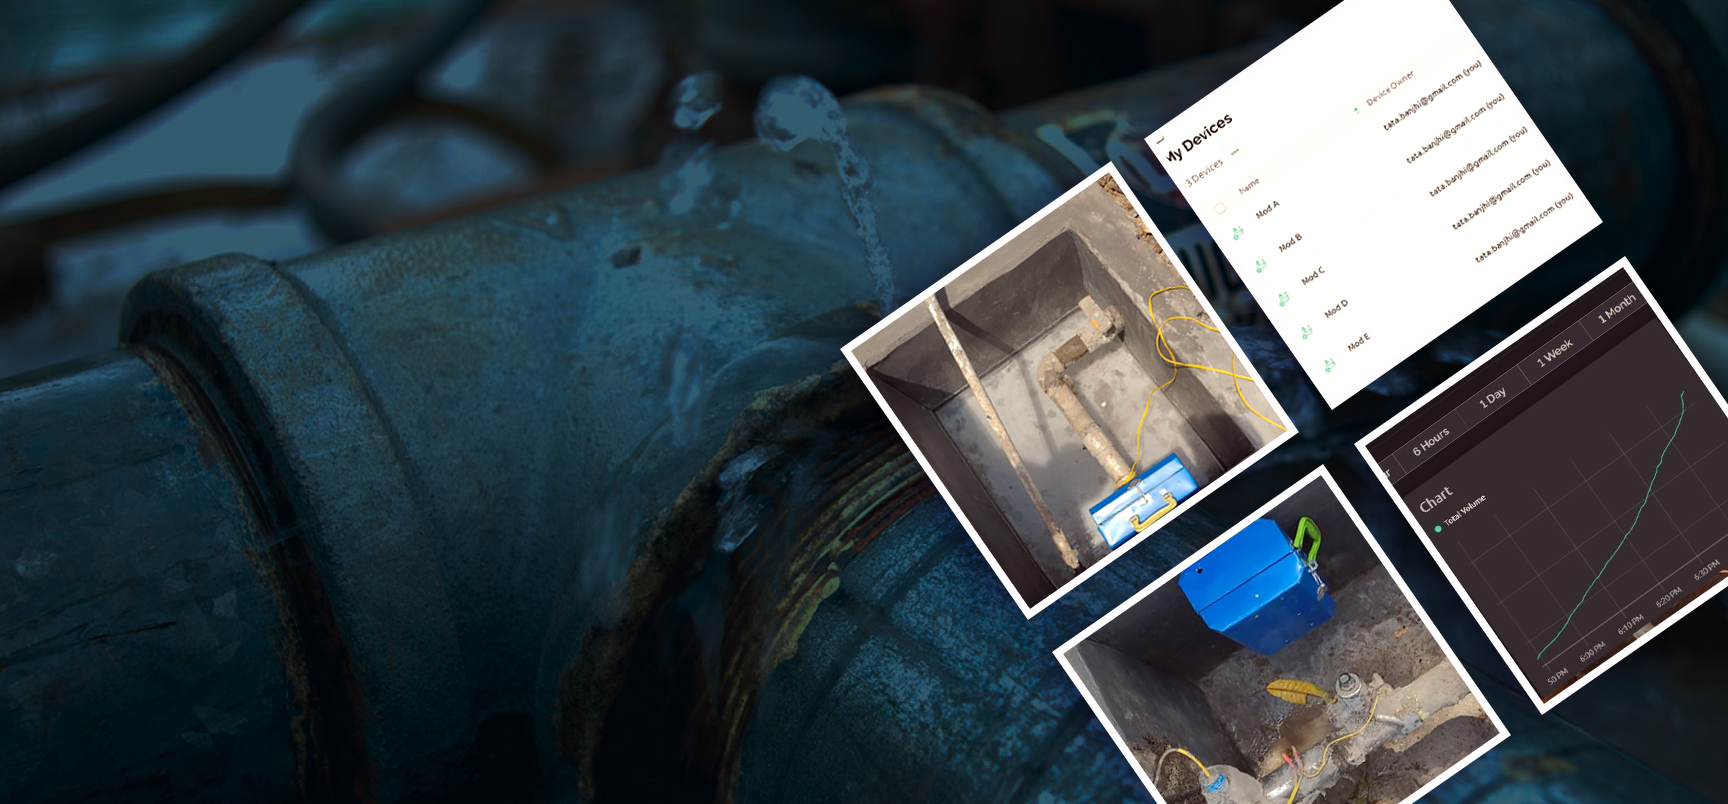 My Devices
3 Devices
Name
Device Owner
Mod A
tata.banjhi@gmail.com (you)
Mod B
tata.banjhi@gmail.com (you)
Mod C
tata.banjhi@gmail.com (you)
Mod D
tata.banjhi@gmail.com (you)
Mod E
tata.banjhi@gmail.com (you)
6 Hours
1 Day
1 Week
1 Month
Chart
Total Volume
50 PM
6:00 PM
6:10 PM
6:20 PM
6:30 PM